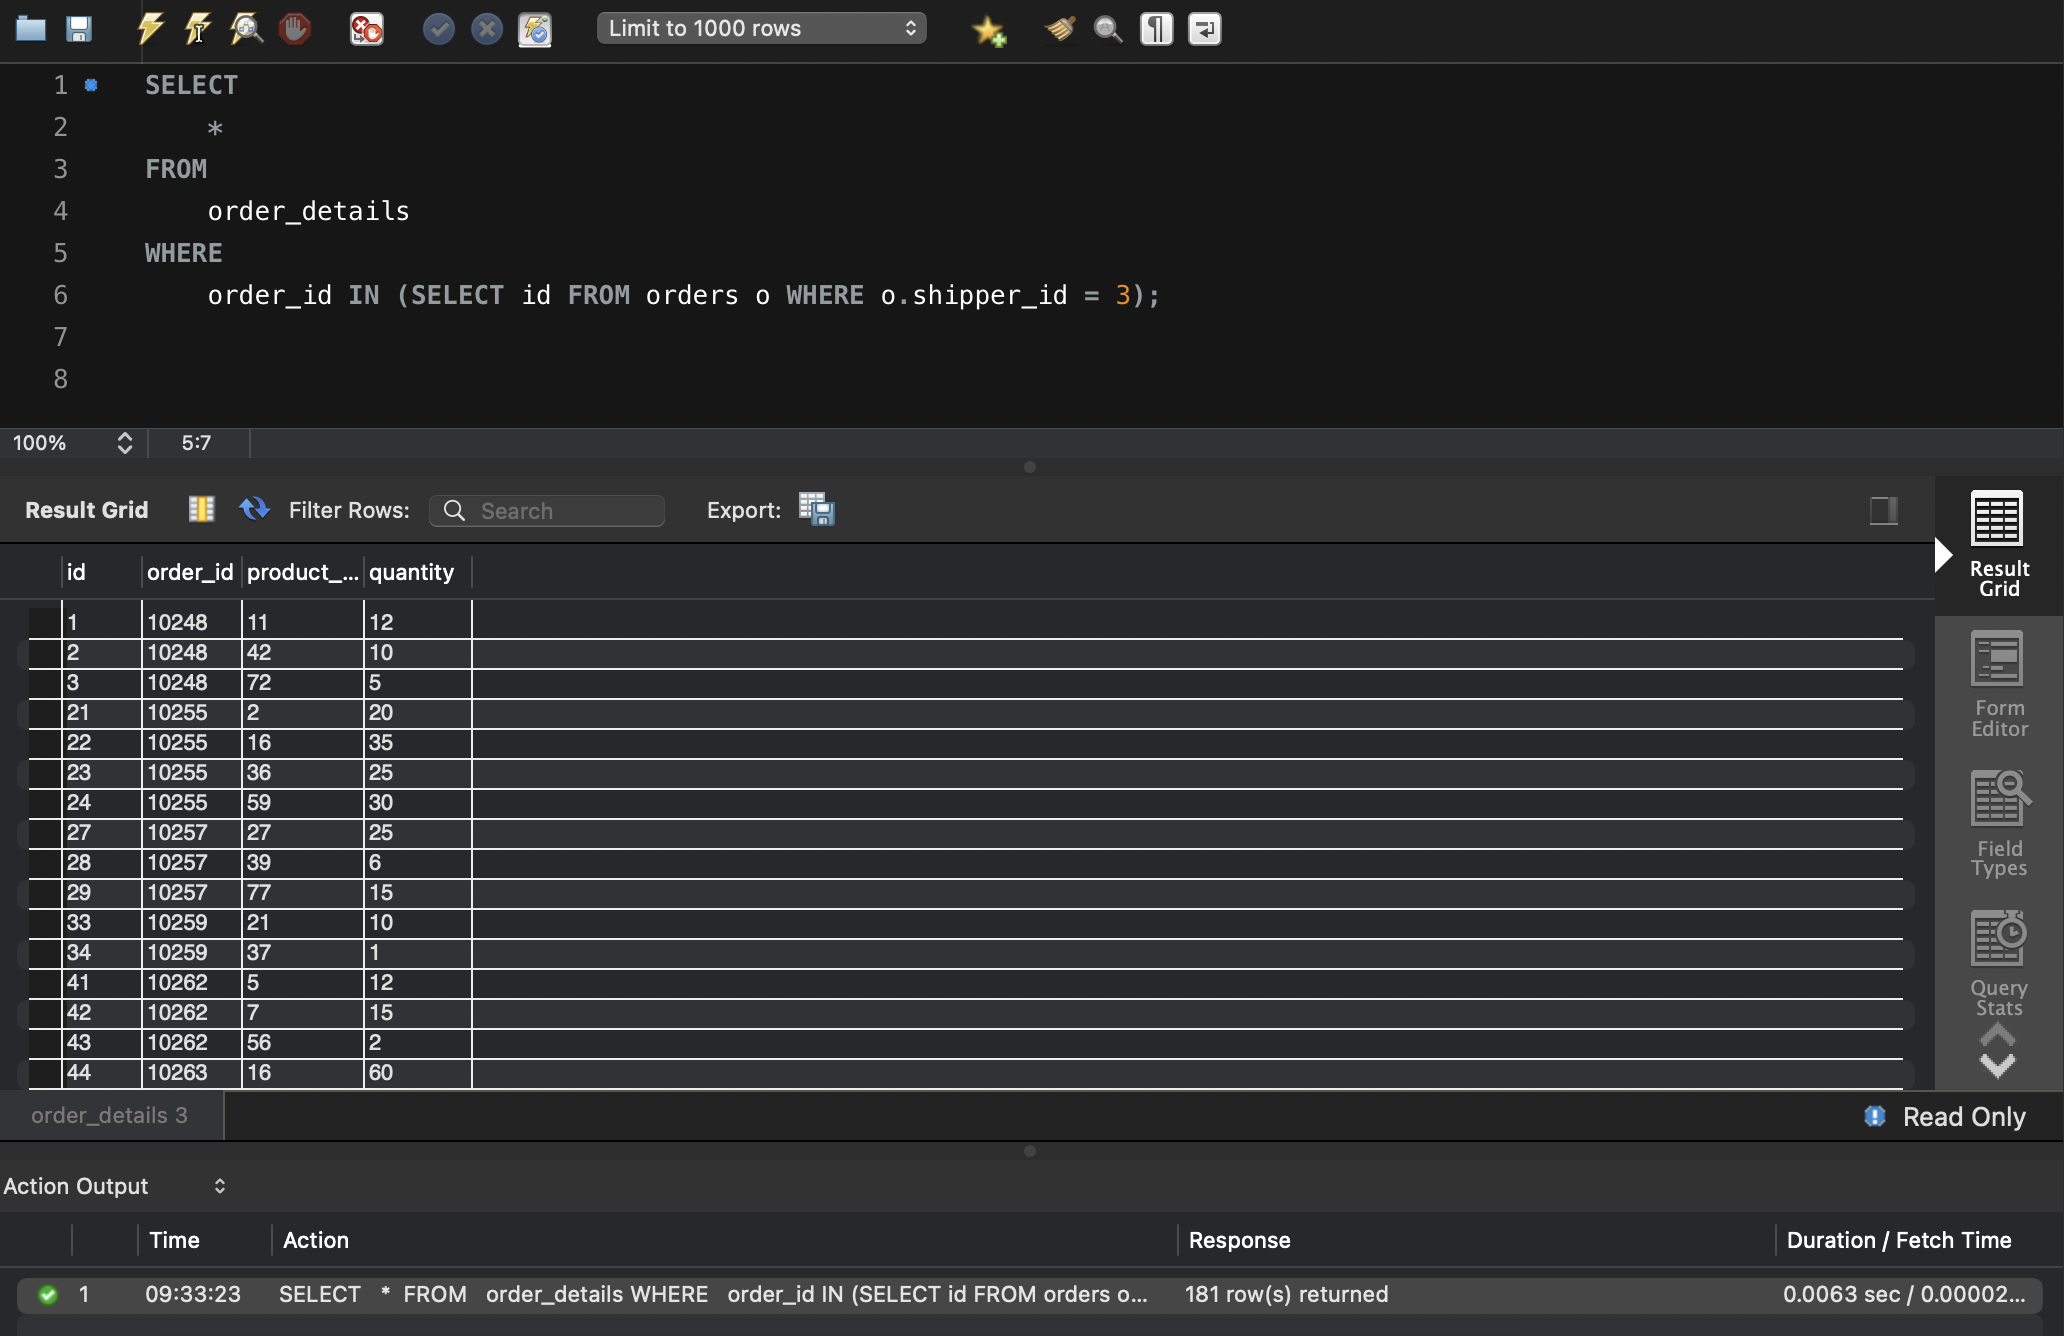 Limit to 1000 rows
1 SELECT
2 *
3 FROM
4 order_details
5 WHERE
6 order_id IN (SELECT id FROM orders o WHERE o.shipper_id = 3);
7
8
100% 5:7
Result Grid Filter Rows: Search Export:
id order_id product_... quantity
1 10248 11 12
2 10248 42 10
3 10248 72 5
21 10255 2 20
22 10255 16 35
23 10255 36 25
24 10255 59 30
27 10257 27 25
28 10257 39 6
29 10257 77 15
33 10259 21 10
34 10259 37 1
41 10262 5 12
42 10262 7 15
43 10262 56 2
44 10263 16 60
Result
Grid
Form
Editor
Field
Types
Query
Stats
order_details 3 Read Only
Action Output
Time Action Response Duration / Fetch Time
1 09:33:23 SELECT * FROM order_details WHERE order_id IN (SELECT id FROM orders o... 181 row(s) returned 0.0063 sec / 0.00002...